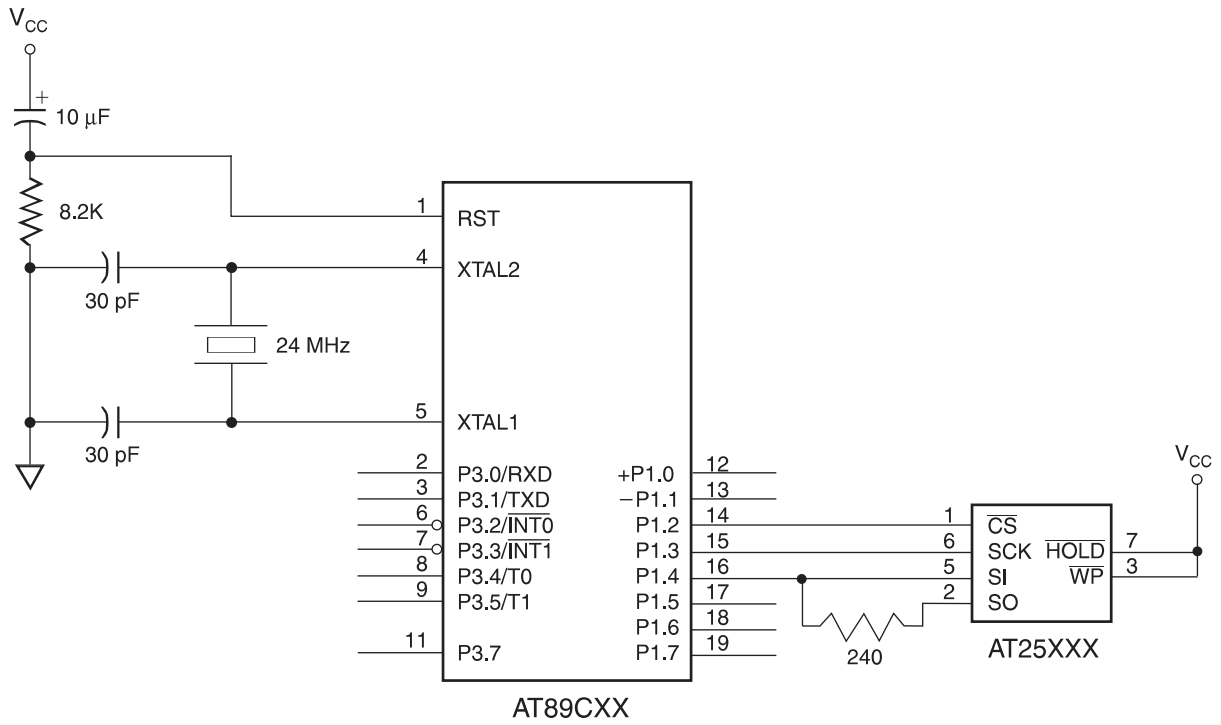 V_CC
+
10 μF
8.2K
30 pF
24 MHz
30 pF
1 RST
4 XTAL2
5 XTAL1
2 P3.0/RXD
3 P3.1/TXD
6 P3.2/INT0
7 P3.3/INT1
8 P3.4/T0
9 P3.5/T1
11 P3.7
+P1.0 12
−P1.1 13
P1.2 14
P1.3 15
P1.4 16
P1.5 17
P1.6 18
P1.7 19
AT89CXX
240
V_CC
1 CS
6 SCK
5 SI
2 SO
HOLD 7
WP 3
AT25XXX